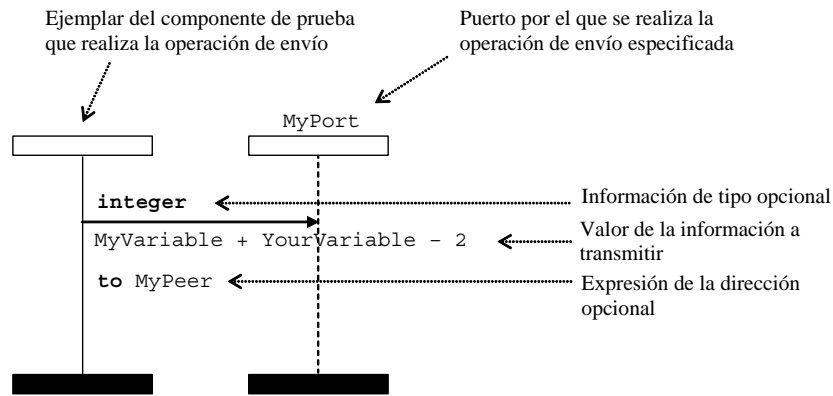 Ejemplar del componente de prueba
que realiza la operación de envío
Puerto por el que se realiza la
operación de envío especificada
MyPort
integer
Información de tipo opcional
MyVariable + YourVariable – 2
Valor de la información a
transmitir
to MyPeer
Expresión de la dirección
opcional